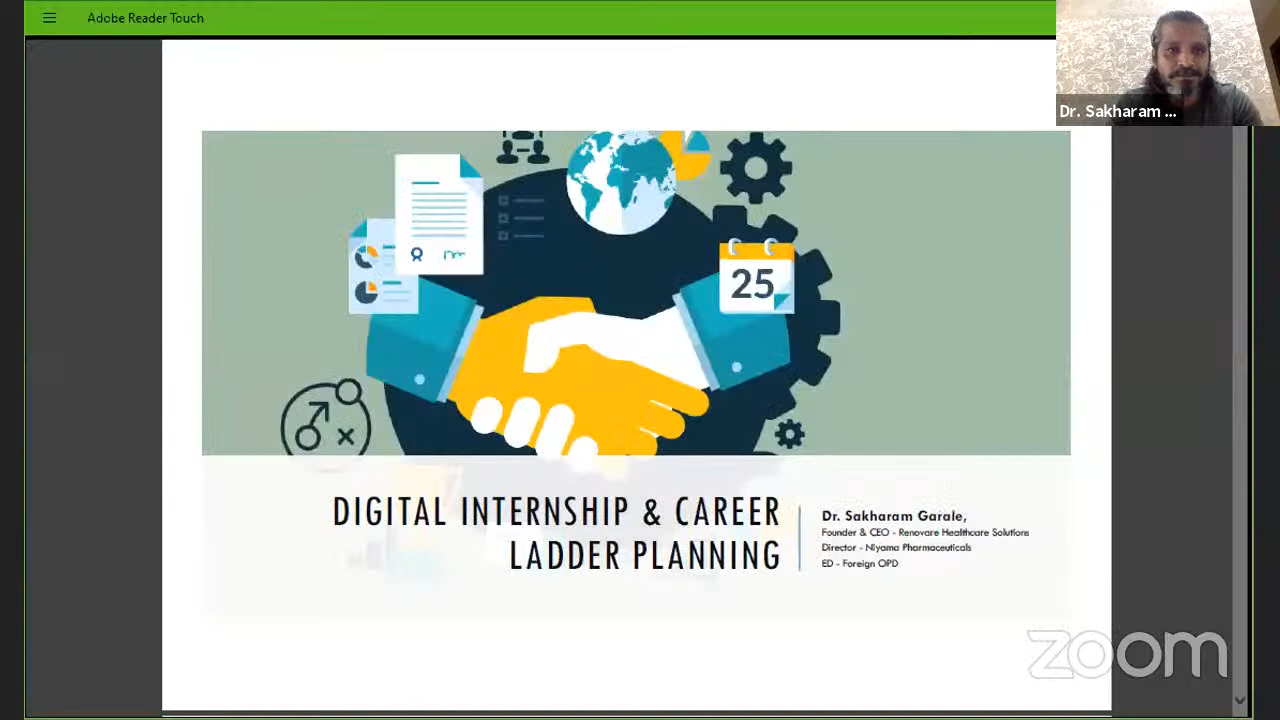 Adobe Reader Touch
Dr. Sakharam ...
25
DIGITAL INTERNSHIP & CAREER
LADDER PLANNING
Dr. Sakharam Garale,
Founder & CEO - Renovare Healthcare Solutions
Director - Niyama Pharmaceuticals
ED - Foreign OPD
zoom